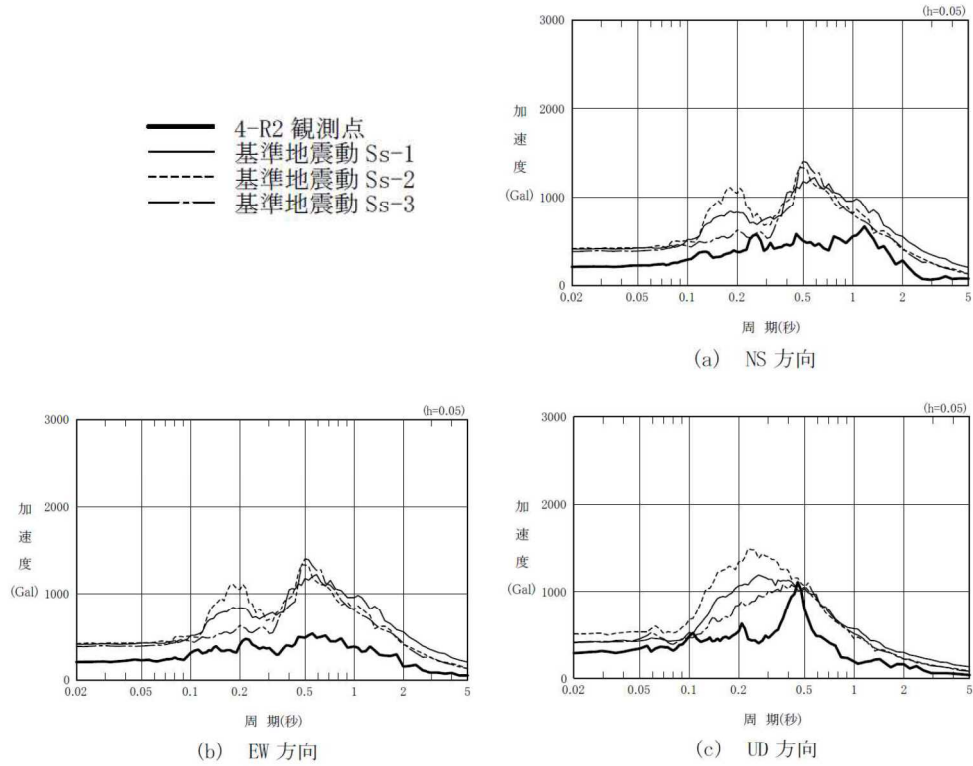 4-R2 観測点
基準地震動 Ss-1
基準地震動 Ss-2
基準地震動 Ss-3
(h=0.05)
3000
2000
1000
0
加速度
(Gal)
0.02 0.05 0.1 0.2 0.5 1 2 5
周 期(秒)
(a) NS 方向
(h=0.05)
3000
2000
1000
0
加速度
(Gal)
0.02 0.05 0.1 0.2 0.5 1 2 5
周 期(秒)
(b) EW 方向
(h=0.05)
3000
2000
1000
0
加速度
(Gal)
0.02 0.05 0.1 0.2 0.5 1 2 5
周 期(秒)
(c) UD 方向